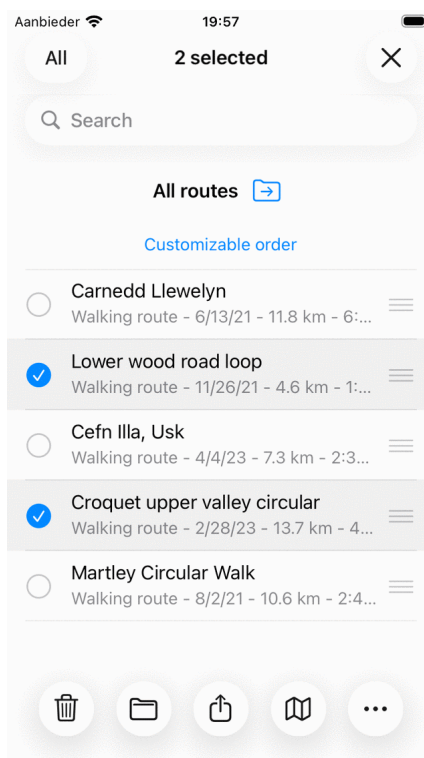 Aanbieder 19:57
All 2 selected
Search
All routes
Customizable order
Carnedd Llewelyn
Walking route - 6/13/21 - 11.8 km - 6:...
Lower wood road loop
Walking route - 11/26/21 - 4.6 km - 1:...
Cefn Illa, Usk
Walking route - 4/4/23 - 7.3 km - 2:3...
Croquet upper valley circular
Walking route - 2/28/23 - 13.7 km - 4...
Martley Circular Walk
Walking route - 8/2/21 - 10.6 km - 2:4...